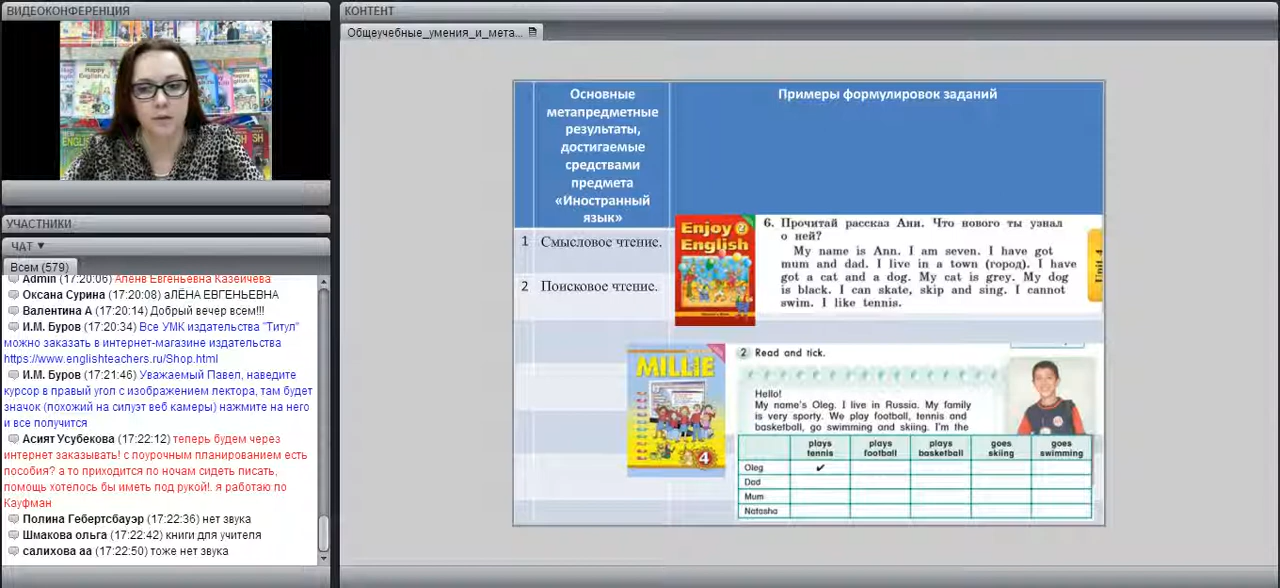 ВИДЕОКОНФЕРЕНЦИЯ
УЧАСТНИКИ
ЧАТ ▼
Всем (579)
Admin (17:20:06) Алёне Евгеньевна Казейчева
Оксана Сурина (17:20:08) аЛЁНА ЕВГЕНЬЕВНА
Валентина А (17:20:14) Добрый вечер всем!!!
И.М. Буров (17:20:34) Все УМК издательства "Титул"
можно заказать в интернет-магазине издательства
https://www.englishteachers.ru/Shop.html
И.М. Буров (17:21:46) Уважаемый Павел, наведите
курсор в правый угол с изображением лектора, там будет
значок (похожий на силуэт веб камеры) нажмите на него
и все получится
Асият Усубекова (17:22:12) теперь будем через
интернет заказывать! с поурочным планированием есть
пособия? а то приходится по ночам сидеть писать,
помощь хотелось бы иметь под рукой!. я работаю по
Кауфман
Полина Гебертсбауэр (17:22:36) нет звука
Шмакова ольга (17:22:42) книги для учителя
салихова аа (17:22:50) тоже нет звука
КОНТЕНТ
Общеучебные_умения_и_мета...
Основные
метапредметные
результаты,
достигаемые
средствами
предмета
«Иностранный
язык»
Примеры формулировок заданий
1 Смысловое чтение.
2 Поисковое чтение.
Enjoy 2
English
6. Прочитай рассказ Ани. Что нового ты узнал
о ней?
My name is Ann. I am seven. I have got
mum and dad. I live in a town (город). I have
got a cat and a dog. My cat is grey. My dog
is black. I can skate, skip and sing. I cannot
swim. I like tennis.
Unit 4
MILLIE
4
2 Read and tick.
Hello!
My name's Oleg. I live in Russia. My family
is very sporty. We play football, tennis and
basketball, go swimming and skiing. I'm the
plays tennis plays football plays basketball goes skiing goes swimming
Oleg ✔
Dad
Mum
Natasha